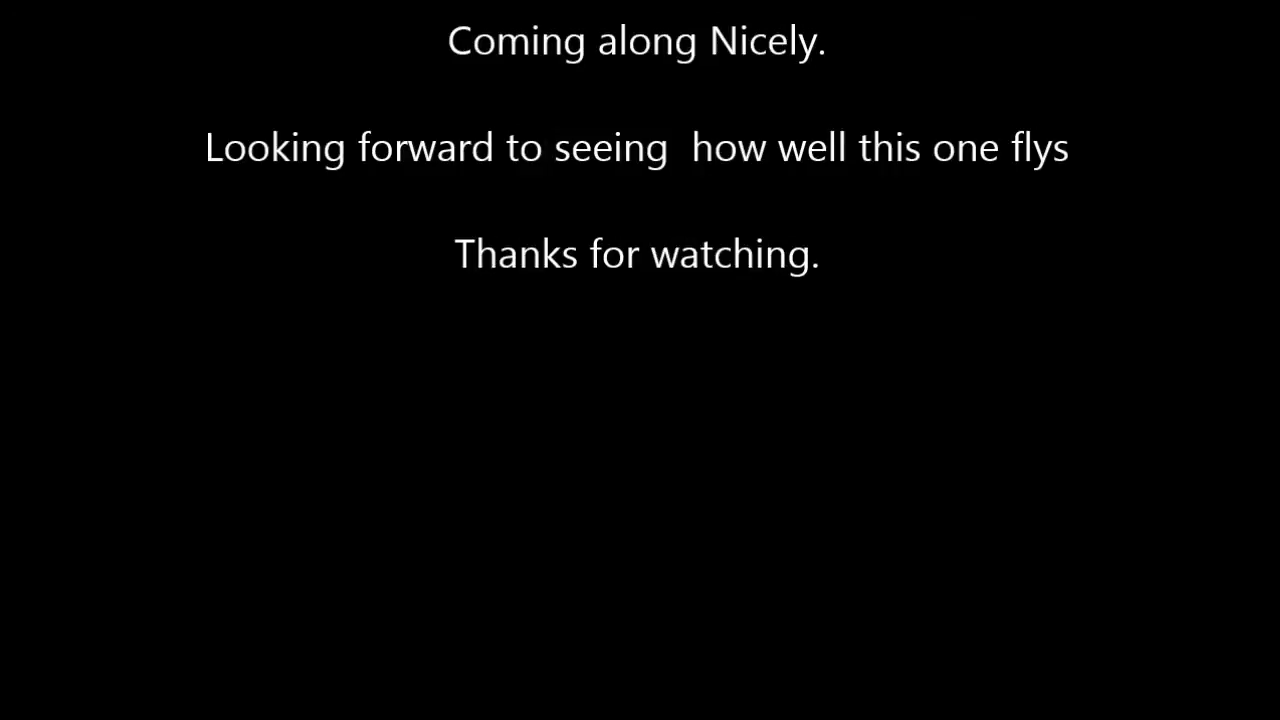 Coming along Nicely.
Looking forward to seeing  how well this one flys
Thanks for watching.